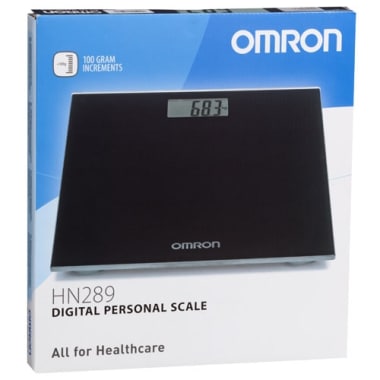 100 GRAM
INCREMENTS
OMRON
68.3
OMRON
HN289
DIGITAL PERSONAL SCALE
All for Healthcare